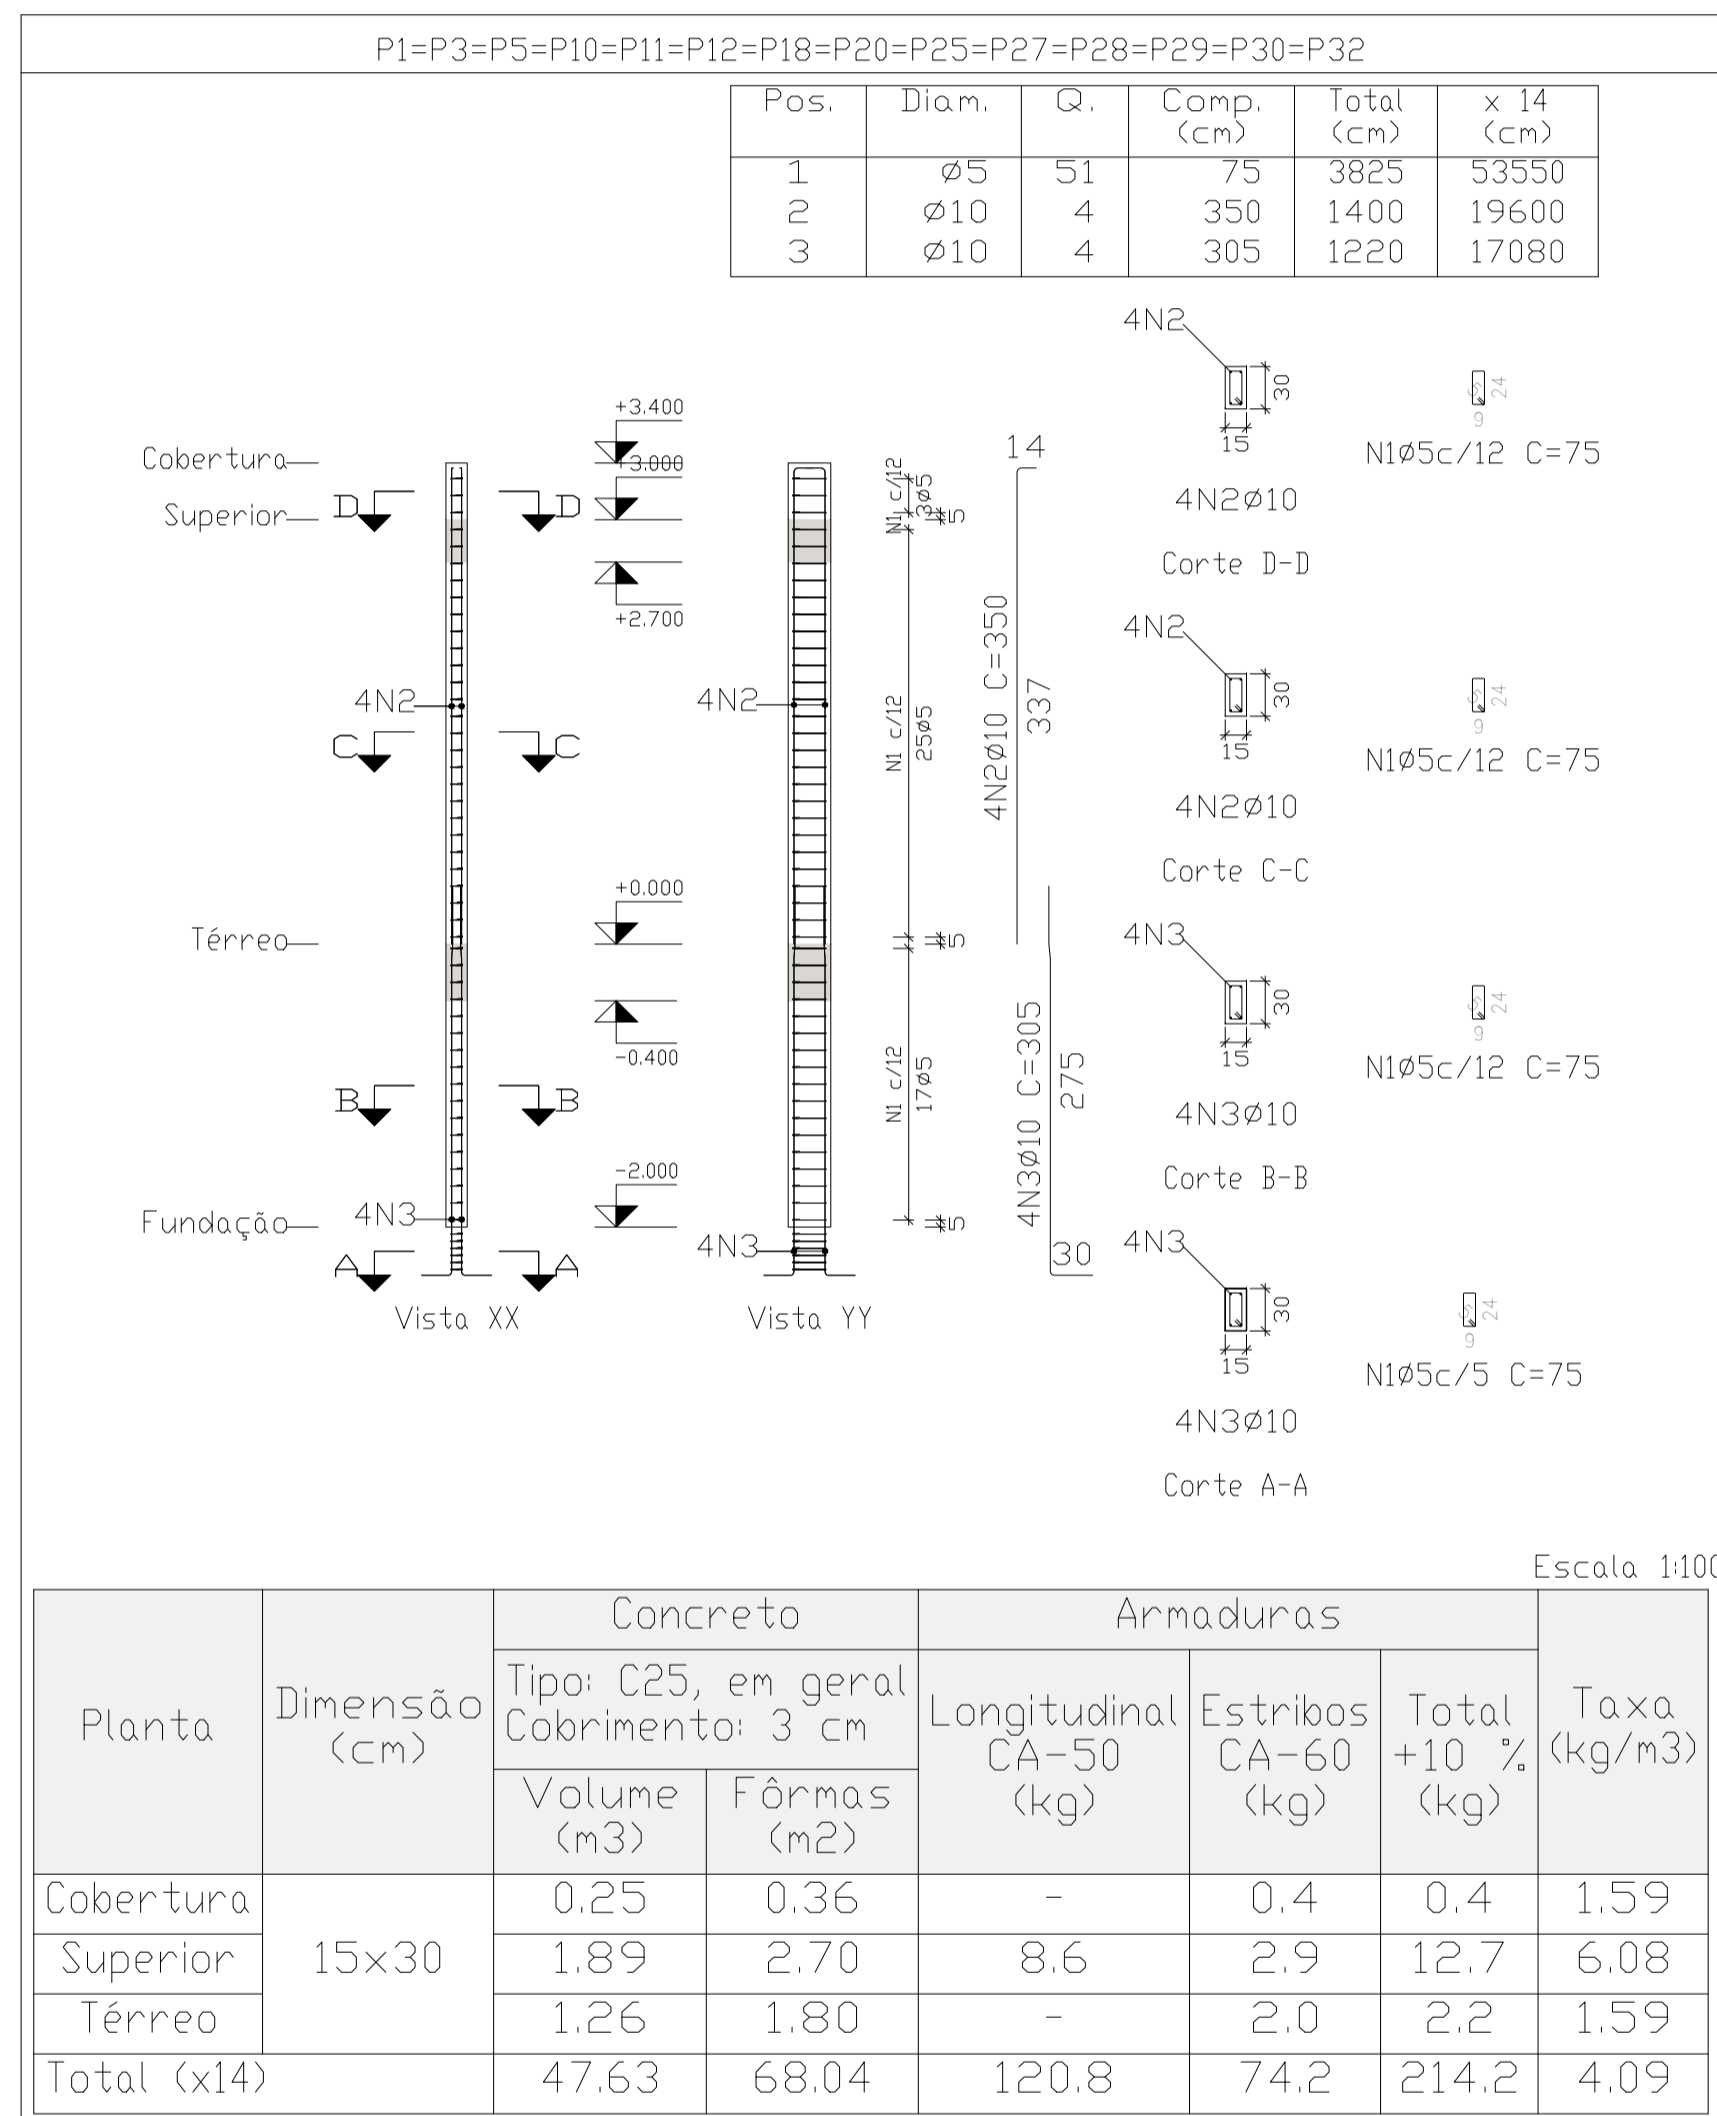 P1=P3=P5=P10=P11=P12=P18=P20=P25=P27=P28=P29=P30=P32
Pos. Diam. Q. Comp. (cm) Total (cm) x 14 (cm)
1 ø5 51 75 3825 53550
2 ø10 4 350 1400 19600
3 ø10 4 305 1220 17080
Cobertura
Superior
Térreo
Fundação
D D
4N2
C C
B B
4N3
A A
Vista XX
+3.400
+3.000
+2.700
+0.000
-0.400
-2.000
4N2
4N3
Vista YY
N1 c/12
3ø5
5
N1 c/12
25ø5
5
N1 c/12
17ø5
5
14
4N2ø10 C=350
337
4N3ø10 C=305
275
30
4N2
30
15
4N2ø10
Corte D-D
24
9
N1ø5c/12 C=75
4N2
30
15
4N2ø10
Corte C-C
24
9
N1ø5c/12 C=75
4N3
30
15
4N3ø10
Corte B-B
24
9
N1ø5c/12 C=75
4N3
30
15
4N3ø10
Corte A-A
24
9
N1ø5c/5 C=75
Escala 1:100
Planta
Dimensão
(cm)
Concreto
Tipo: C25, em geral
Cobrimento: 3 cm
Volume
(m3)
Fôrmas
(m2)
Armaduras
Longitudinal
CA-50
(kg)
Estribos
CA-60
(kg)
Total
+10 %
(kg)
Taxa
(kg/m3)
Cobertura 0.25 0.36 - 0.4 0.4 1.59
Superior 15x30 1.89 2.70 8.6 2.9 12.7 6.08
Térreo 1.26 1.80 - 2.0 2.2 1.59
Total (x14) 47.63 68.04 120.8 74.2 214.2 4.09